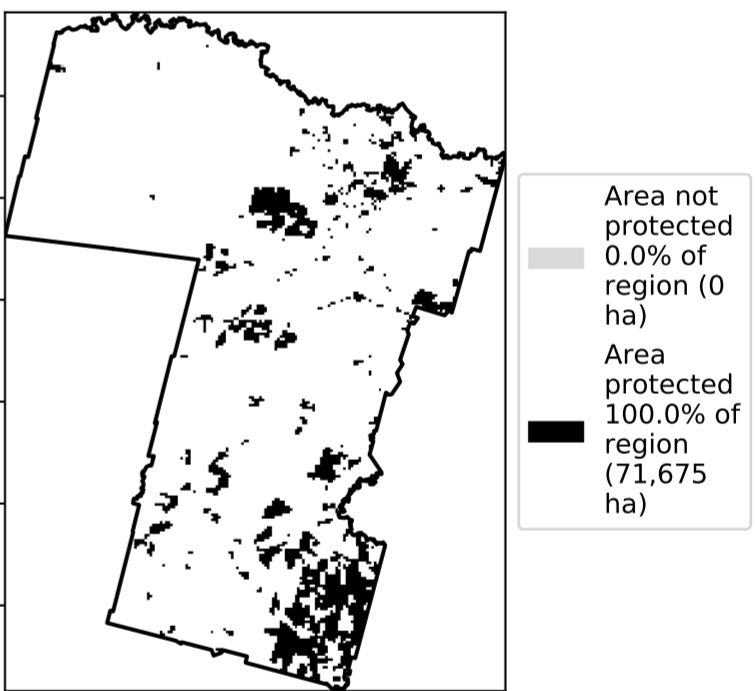 Area not
protected
0.0% of
region (0
ha)
Area
protected
100.0% of
region
(71,675
ha)